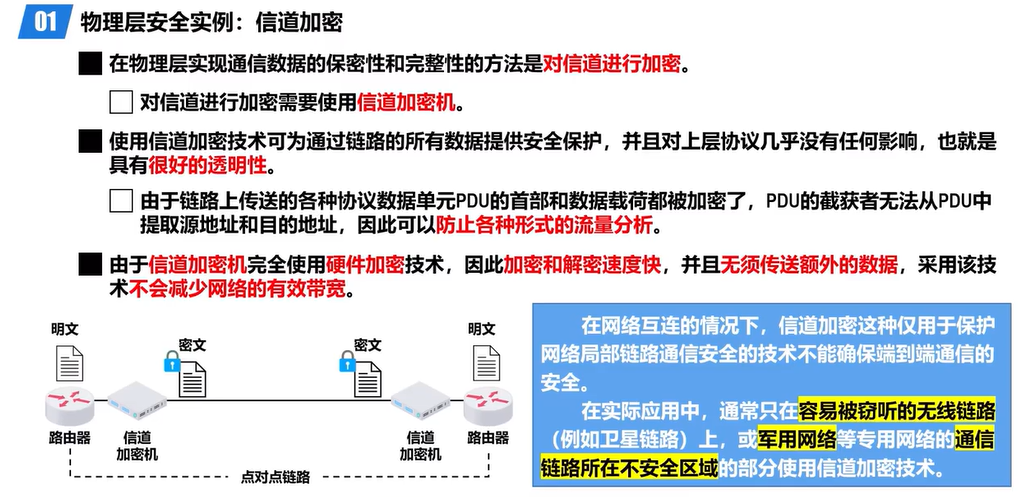 01 物理层安全实例：信道加密
在物理层实现通信数据的保密性和完整性的方法是对信道进行加密。
对信道进行加密需要使用信道加密机。
使用信道加密技术可为通过链路的所有数据提供安全保护，并且对上层协议几乎没有任何影响，也就是
具有很好的透明性。
由于链路上传送的各种协议数据单元PDU的首部和数据载荷都被加密了，PDU的截获者无法从PDU中
提取源地址和目的地址，因此可以防止各种形式的流量分析。
由于信道加密机完全使用硬件加密技术，因此加密和解密速度快，并且无须传送额外的数据，采用该技
术不会减少网络的有效带宽。
明文
密文
密文
明文
路由器
信道
加密机
信道
加密机
路由器
点对点链路
在网络互连的情况下，信道加密这种仅用于保护
网络局部链路通信安全的技术不能确保端到端通信的
安全。
在实际应用中，通常只在容易被窃听的无线链路
（例如卫星链路）上，或军用网络等专用网络的通信
链路所在不安全区域的部分使用信道加密技术。